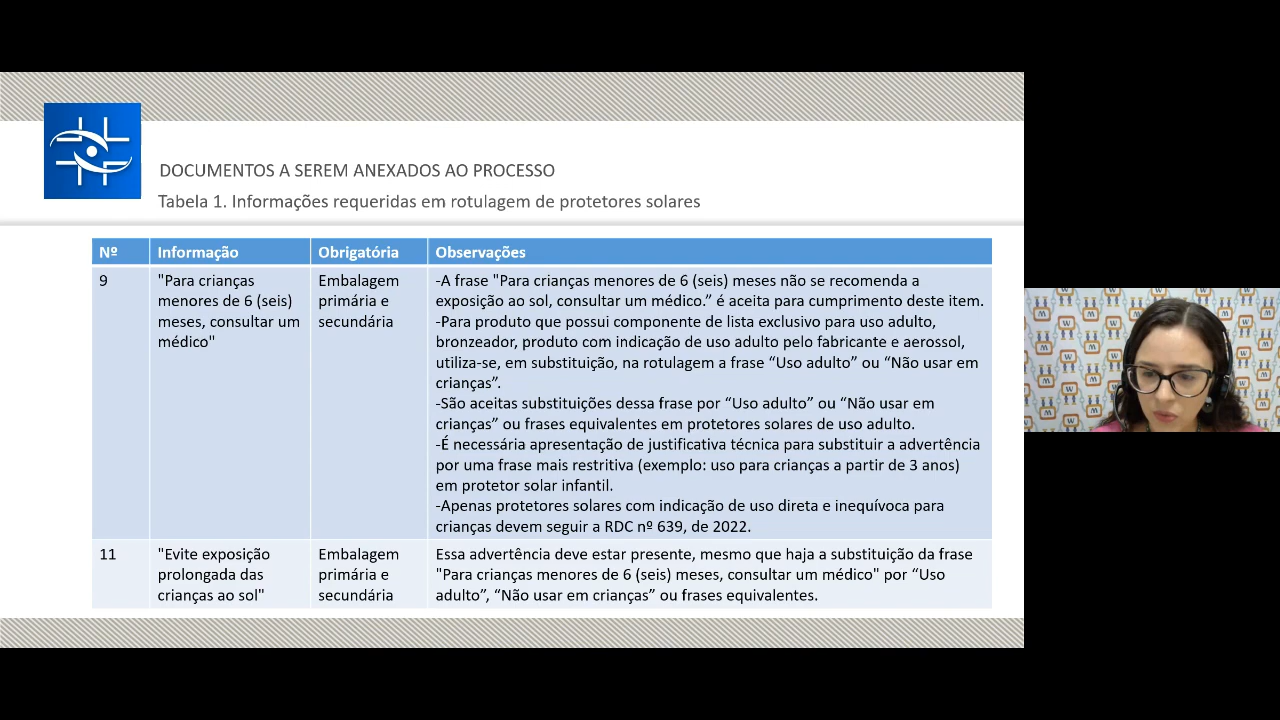 DOCUMENTOS A SEREM ANEXADOS AO PROCESSO
Tabela 1. Informações requeridas em rotulagem de protetores solares
Nº
Informação
Obrigatória
Observações
9
"Para crianças
menores de 6 (seis)
meses, consultar um
médico"
Embalagem
primária e
secundária
-A frase "Para crianças menores de 6 (seis) meses não se recomenda a
exposição ao sol, consultar um médico.” é aceita para cumprimento deste item.
-Para produto que possui componente de lista exclusivo para uso adulto,
bronzeador, produto com indicação de uso adulto pelo fabricante e aerossol,
utiliza-se, em substituição, na rotulagem a frase “Uso adulto” ou “Não usar em
crianças”.
-São aceitas substituições dessa frase por “Uso adulto” ou “Não usar em
crianças” ou frases equivalentes em protetores solares de uso adulto.
-É necessária apresentação de justificativa técnica para substituir a advertência
por uma frase mais restritiva (exemplo: uso para crianças a partir de 3 anos)
em protetor solar infantil.
-Apenas protetores solares com indicação de uso direta e inequívoca para
crianças devem seguir a RDC nº 639, de 2022.
11
"Evite exposição
prolongada das
crianças ao sol"
Embalagem
primária e
secundária
Essa advertência deve estar presente, mesmo que haja a substituição da frase
"Para crianças menores de 6 (seis) meses, consultar um médico" por “Uso
adulto”, “Não usar em crianças” ou frases equivalentes.